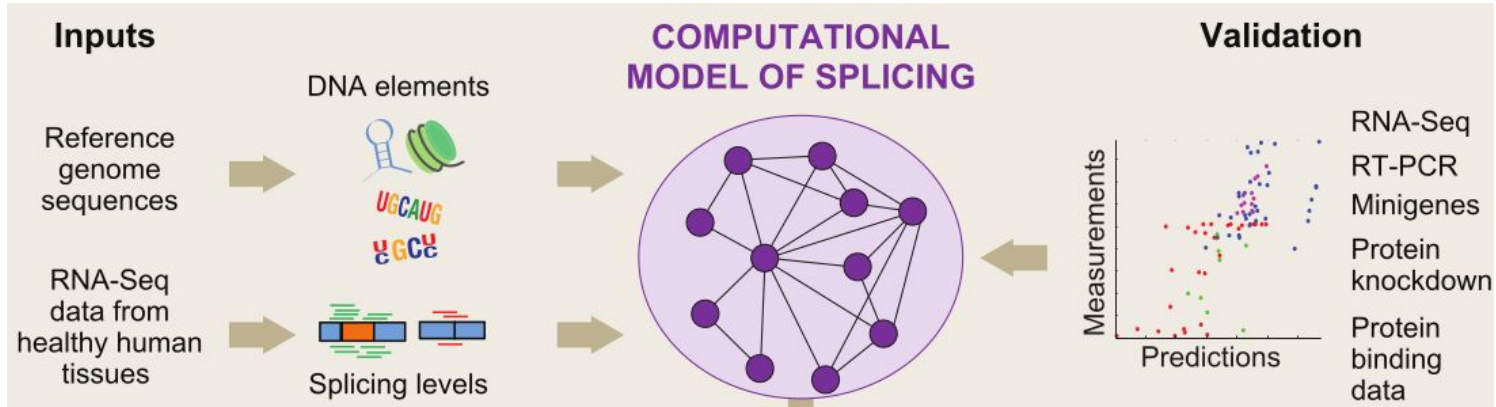 Inputs
COMPUTATIONAL
MODEL OF SPLICING
Validation
DNA elements
Reference
genome
sequences
UGCAUG
U
C
GC
U
C
RNA-Seq
data from
healthy human
tissues
Splicing levels
Measurements
Predictions
RNA-Seq
RT-PCR
Minigenes
Protein
knockdown
Protein
binding
data